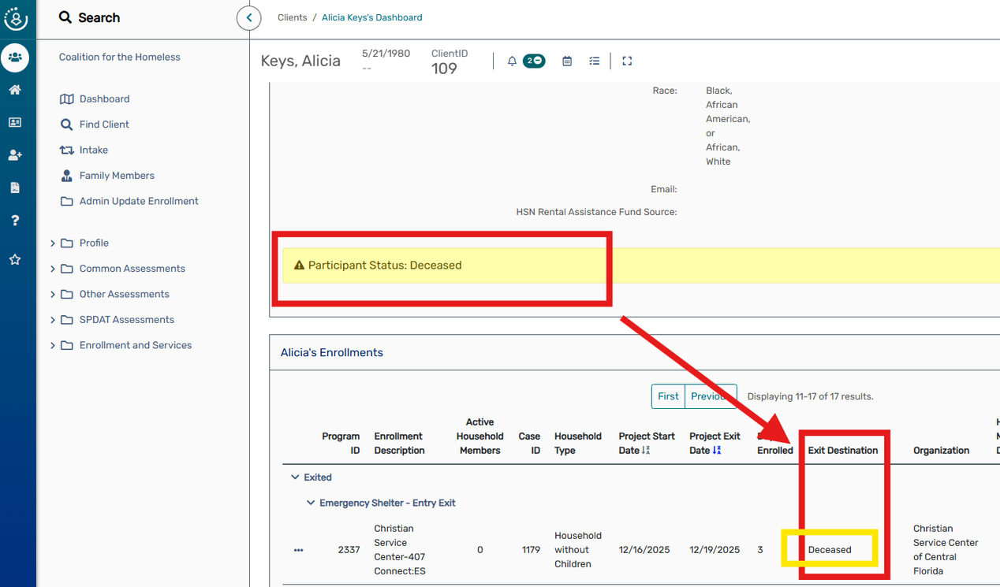 Search
Clients / Alicia Keys's Dashboard
Coalition for the Homeless
Dashboard
Find Client
Intake
Family Members
Admin Update Enrollment
Profile
Common Assessments
Other Assessments
SPDAT Assessments
Enrollment and Services
Keys, Alicia
5/21/1980
--
ClientID
109
2
Race:
Black,
African
American,
or
African,
White
Email:
HSN Rental Assistance Fund Source:
Participant Status: Deceased
Alicia's Enrollments
First
Displaying 11-17 of 17 results.
Program ID
Enrollment Description
Active Household Members
Case ID
Household Type
Project Start Date
Project Exit Date
Enrolled
Exit Destination
Organization
Exited
Emergency Shelter - Entry Exit
2337
Christian
Service
Center-407
Connect:ES
0
1179
Household
without
Children
12/16/2025
12/19/2025
3
Deceased
Christian
Service Center
of Central
Florida